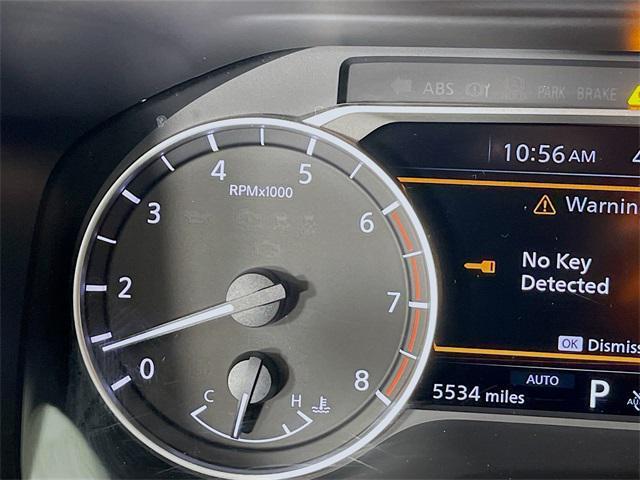 ABS PARK BRAKE
10:56 AM
4 5
RPMx1000
3 6
2 7
0 8
C H
Warnin
No Key
Detected
OK Dismiss
AUTO
5534 miles P